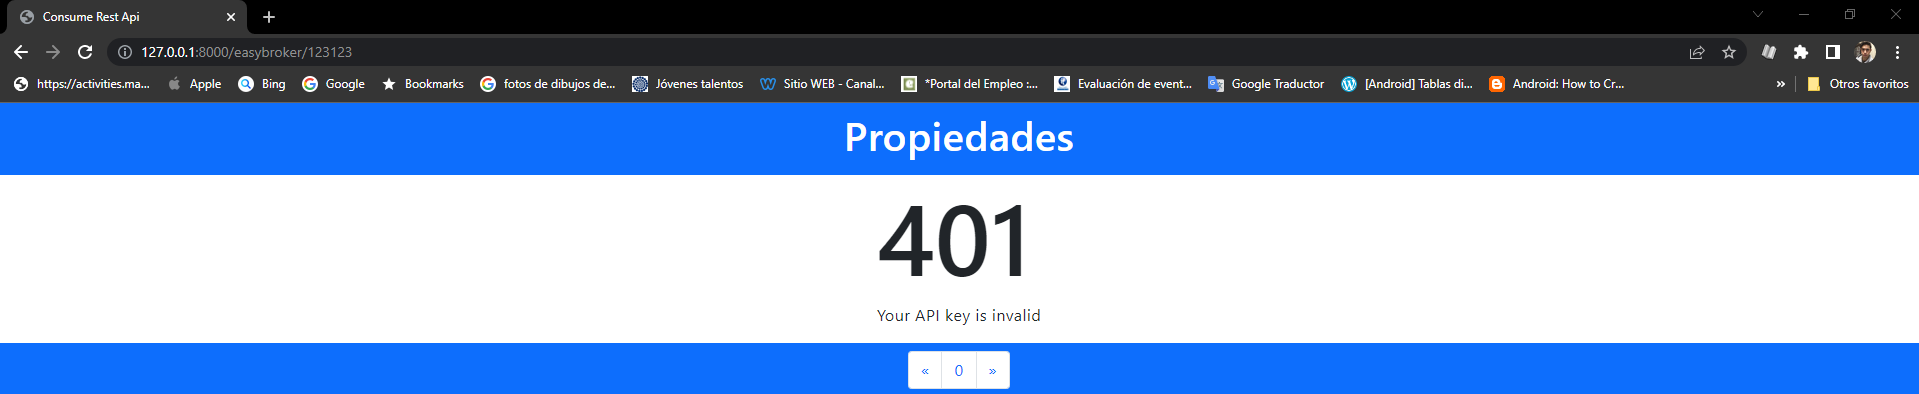 Consume Rest Api
127.0.0.1:8000/easybroker/123123
https://activities.ma... Apple Bing Google Bookmarks fotos de dibujos de... Jóvenes talentos Sitio WEB - Canal... *Portal del Empleo :... Evaluación de event... Google Traductor [Android] Tablas di... Android: How to Cr... » Otros favoritos
Propiedades
401
Your API key is invalid
« 0 »